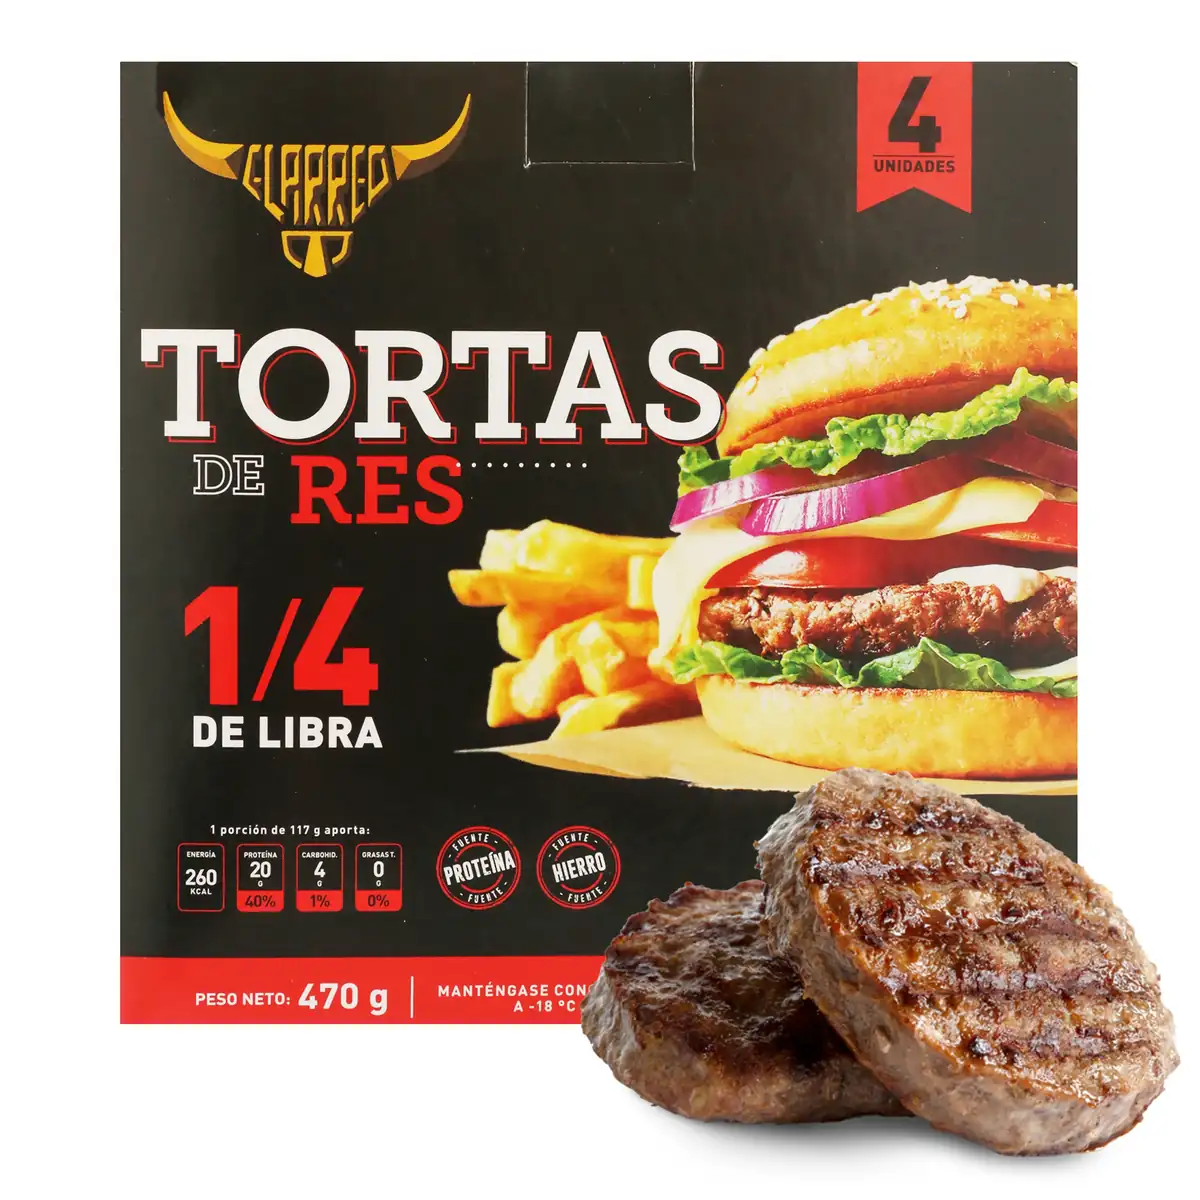 EL ARREO
4
UNIDADES
TORTAS
DE RES
1/4
DE LIBRA
1 porción de 117 g aporta:
ENERGÍA
260
KCAL
PROTEÍNA
20
G
40%
CARBOHID.
4
G
1%
GRASAS T.
0
G
0%
FUENTE
PROTEÍNA
FUENTE
FUENTE
HIERRO
FUENTE
PESO NETO: 470 g
MANTÉNGASE
A -18 °C